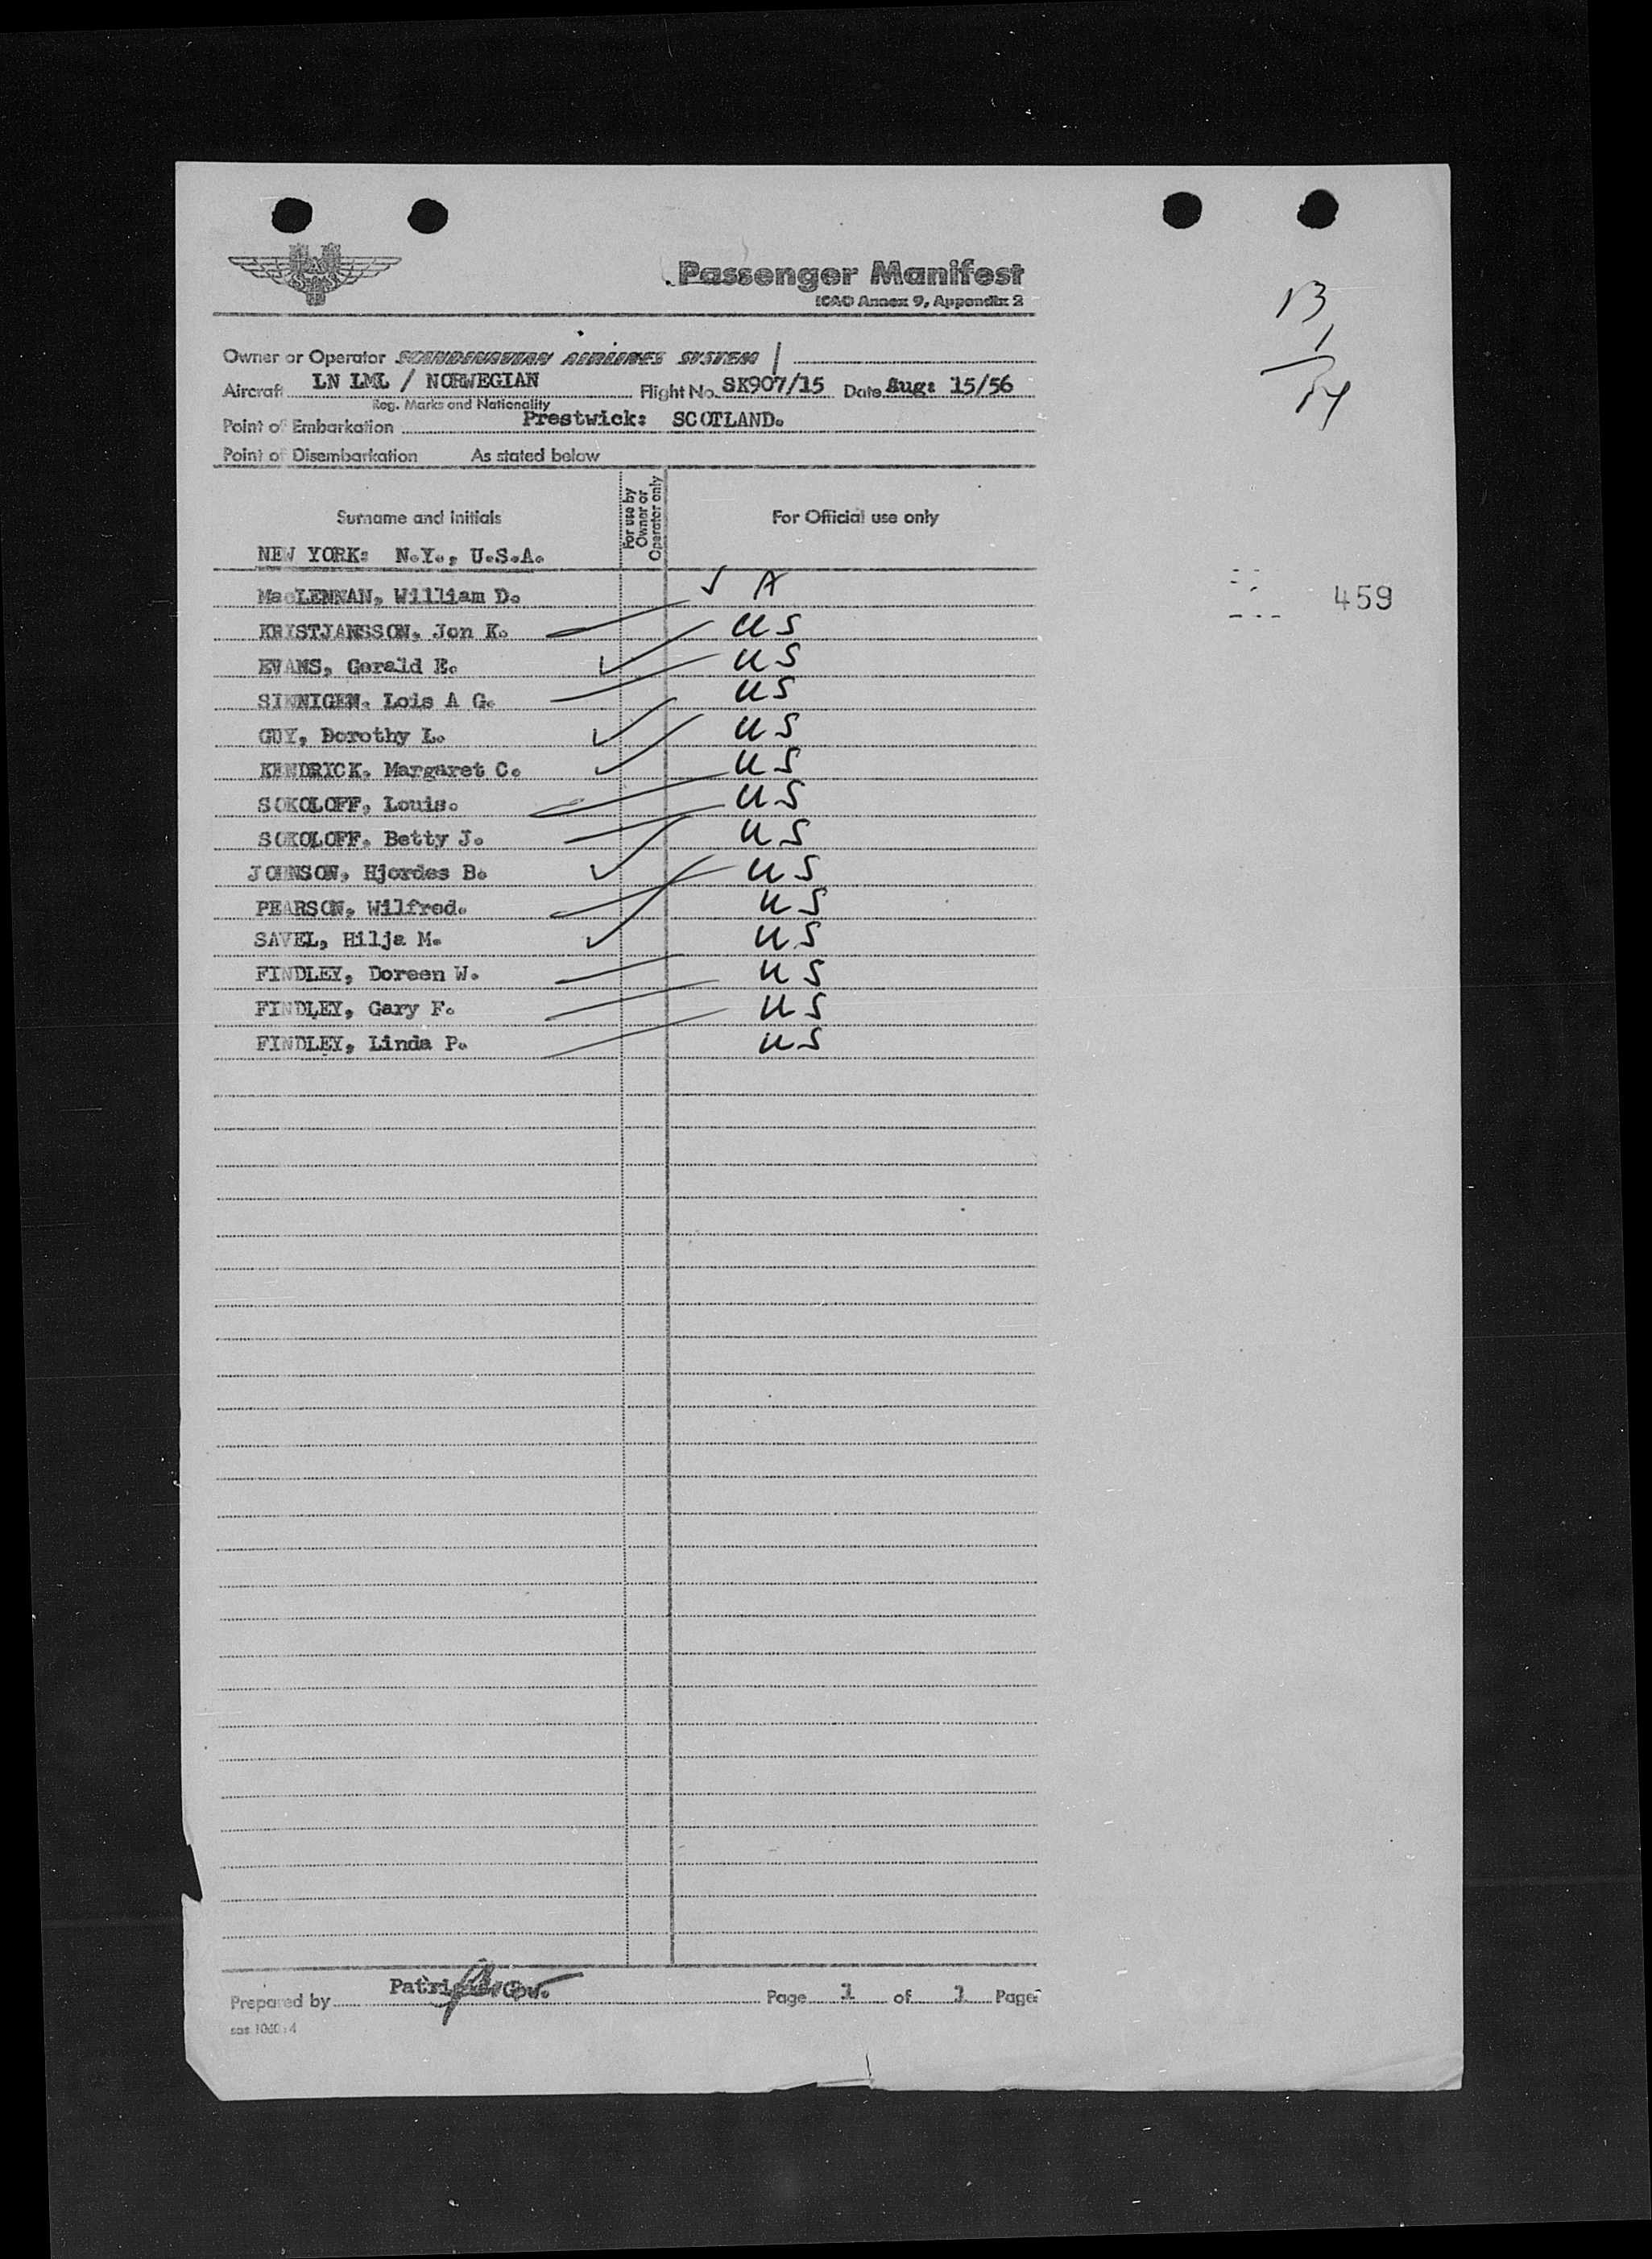 Passenger Manifest
ICAO Annex 9, Appendix 2
13
1
14
Owner or Operator SCANDINAVIAN AIRLINES SYSTEM
Aircraft LN LML / NORWEGIAN Flight No. SK907/15 Date Aug: 15/56
Reg. Marks and Nationality
Point of Embarkation Prestwick: SCOTLAND.
Point of Disembarkation As stated below
Surname and initials For use by Owner or Operator only For Official use only
NEW YORK: N.Y., U.S.A.
MacLENNAN, William D. A
459
KRISTJANSSON, Jon K. US
EVANS, Gerald E. US
SINNIGEN, Lois A G. US
GUY, Dorothy L. US
KENDRICK, Margaret C. US
SOKOLOFF, Louis. US
SOKOLOFF, Betty J. US
JOHNSON, Hjordes B. US
PEARSON, Wilfred. US
SAVEL, Hilja M. US
FINDLEY, Doreen W. US
FINDLEY, Gary F. US
FINDLEY, Linda P. US
Prepared by Gow. Page 1 of 1 Page
sas 1060:4